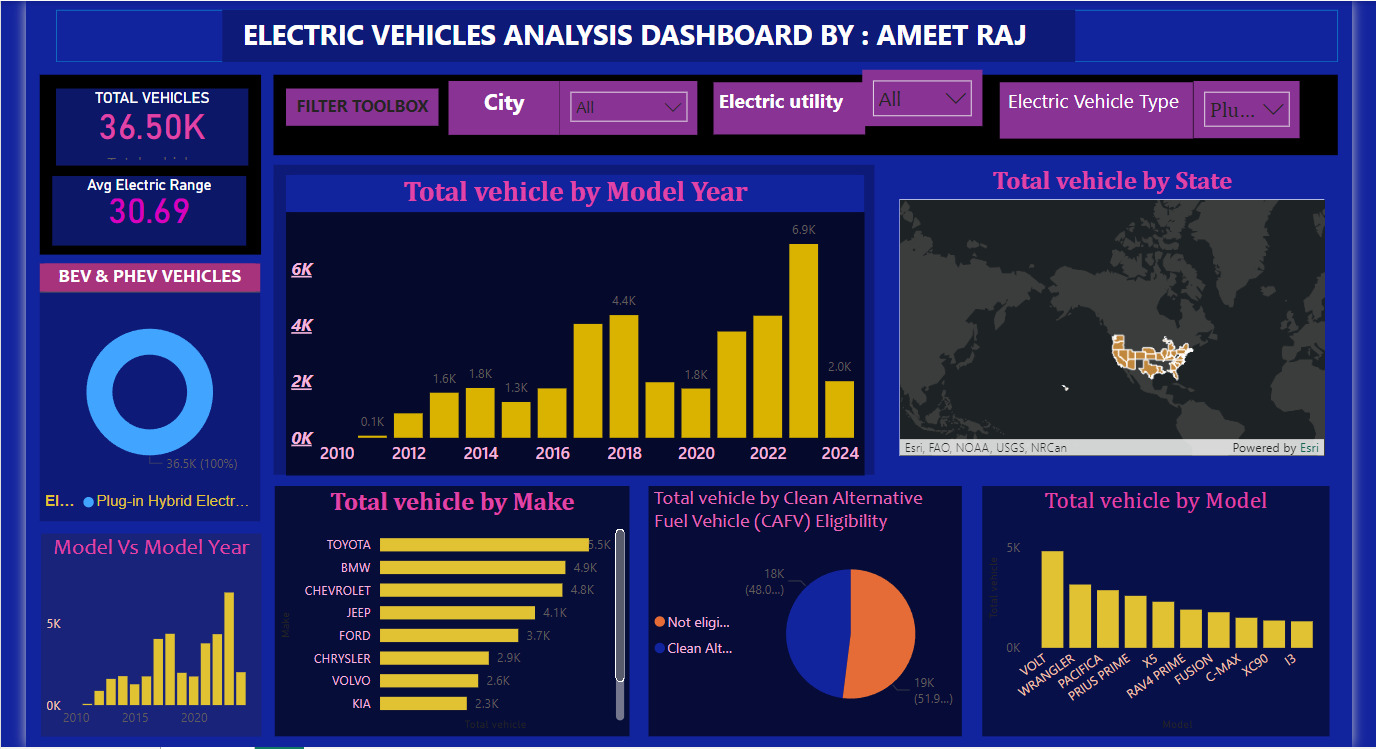 ELECTRIC VEHICLES ANALYSIS DASHBOARD BY : AMEET RAJ
TOTAL VEHICLES
36.50K
Avg Electric Range
30.69
FILTER TOOLBOX
City
All
Electric utility
All
Electric Vehicle Type
Plu...
BEV & PHEV VEHICLES
36.5K (100%)
El...
Plug-in Hybrid Electr...
Total vehicle by Model Year
6K
4K
2K
0K
0.1K
1.6K
1.8K
1.3K
4.4K
1.8K
6.9K
2.0K
2010
2012
2014
2016
2018
2020
2022
2024
Total vehicle by State
Esri, FAO, NOAA, USGS, NRCan
Powered by Esri
Model Vs Model Year
5K
0K
2010
2015
2020
Total vehicle by Make
Make
TOYOTA 5.5K
BMW 4.9K
CHEVROLET 4.8K
JEEP 4.1K
FORD 3.7K
CHRYSLER 2.9K
VOLVO 2.6K
KIA 2.3K
Total vehicle
Total vehicle by Clean Alternative
Fuel Vehicle (CAFV) Eligibility
18K
(48.0...)
Not eligi...
Clean Alt...
19K
(51.9...)
Total vehicle by Model
Total vehicle
5K
0K
VOLT
WRANGLER
PACIFICA
PRIUS PRIME
X5
RAV4 PRIME
FUSION
C-MAX
XC90
I3
Model